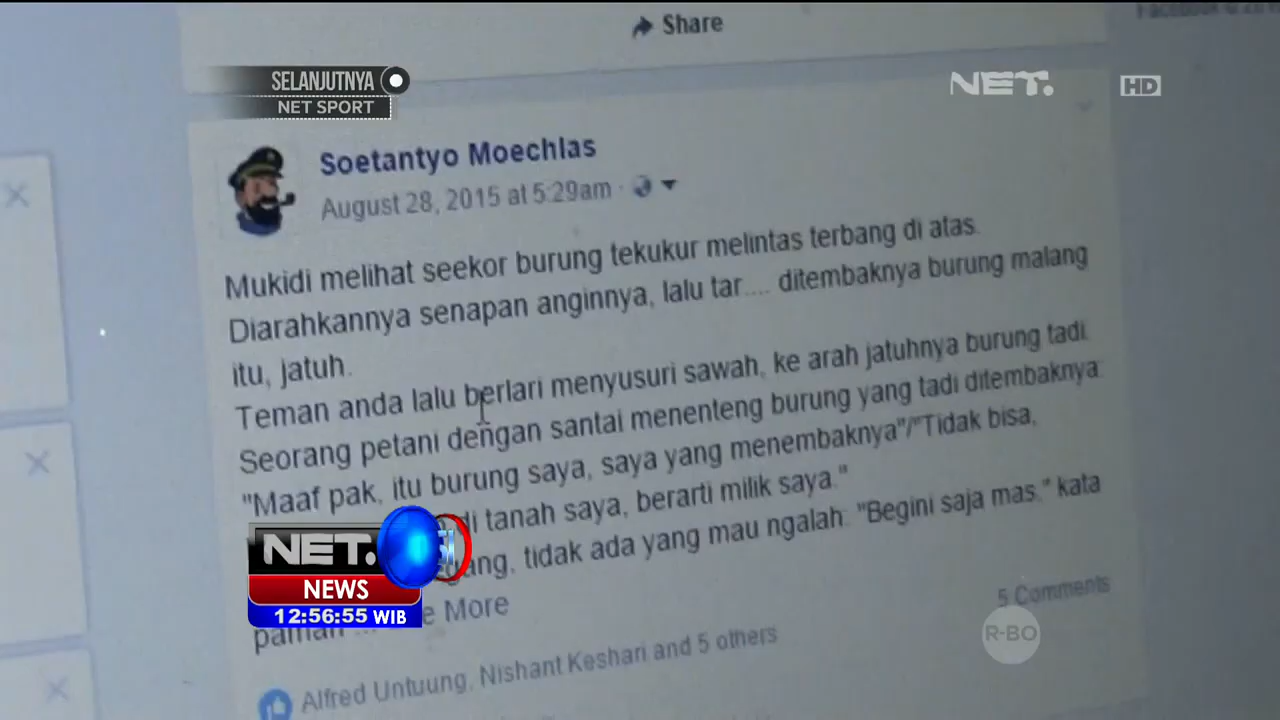 Share
SELANJUTNYA
NET SPORT
NET.
HD
Soetantyo Moechlas
August 28, 2015 at 5:29am
Mukidi melihat seekor burung tekukur melintas terbang di atas.
Diarahkannya senapan anginnya, lalu tar.... ditembaknya burung malang
itu, jatuh.
Teman anda lalu berlari menyusuri sawah, ke arah jatuhnya burung tadi.
Seorang petani dengan santai menenteng burung yang tadi ditembaknya.
"Maaf pak, itu burung saya, saya yang menembaknya"/"Tidak bisa,
di tanah saya, berarti milik saya."
tidak ada yang mau ngalah. "Begini saja mas," kata
paman ... More
5 Comments
Alfred Untuung, Nishant Keshari and 5 others
NET.
NEWS
12:56:55 WIB
R-BO